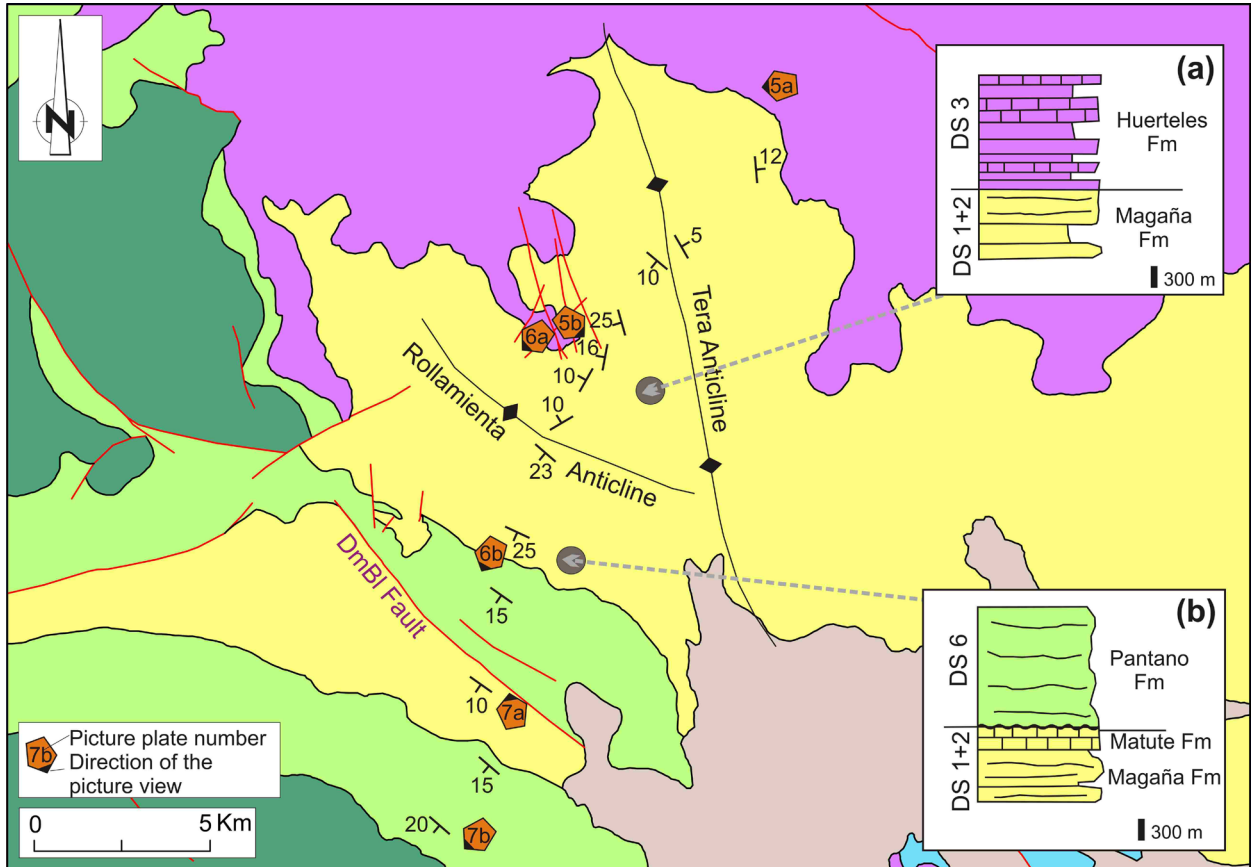 N
5a
12
5
10
Tera Anticline
25
5b
6a
16
10
10
Rollamienta
Anticline
23
25
6b
15
DmBl Fault
10
7a
15
20
7b
(a)
DS 3
DS 1+2
Huerteles
Fm
Magaña
Fm
300 m
(b)
DS 6
DS 1+2
Pantano
Fm
Matute Fm
Magaña Fm
300 m
7b
Picture plate number
Direction of the
picture view
0
5 Km